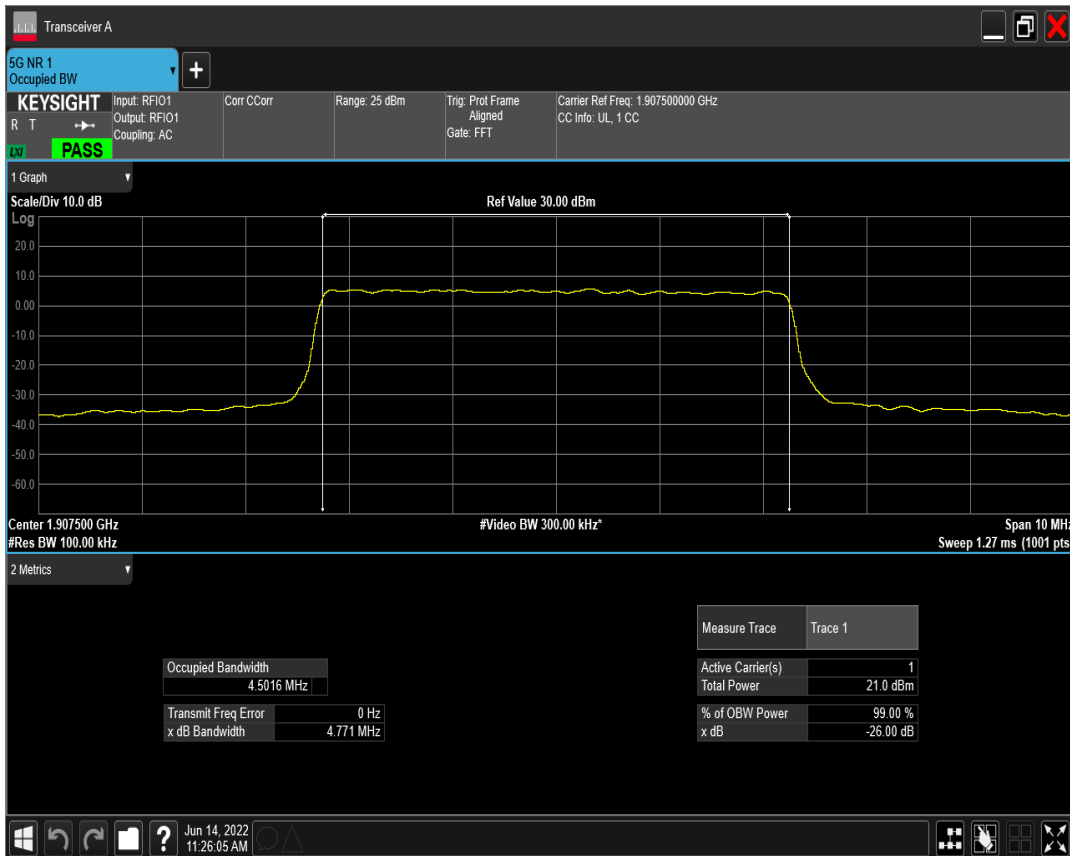 Transceiver A
5G NR 1
Occupied BW
KEYSIGHT
R T
LXI
PASS
Input: RFIO1
Output: RFIO1
Coupling: AC
Corr CCorr
Range: 25 dBm
Trig: Prot Frame
Aligned
Gate: FFT
Carrier Ref Freq: 1.907500000 GHz
CC Info: UL, 1 CC
1 Graph
Scale/Div 10.0 dB
Ref Value 30.00 dBm
Log
20.0
10.0
0.00
-10.0
-20.0
-30.0
-40.0
-50.0
-60.0
Center 1.907500 GHz
#Video BW 300.00 kHz*
Span 10 MHz
#Res BW 100.00 kHz
Sweep 1.27 ms (1001 pts
2 Metrics
Measure Trace Trace 1
Occupied Bandwidth
4.5016 MHz
Active Carrier(s) 1
Total Power 21.0 dBm
Transmit Freq Error 0 Hz
x dB Bandwidth 4.771 MHz
% of OBW Power 99.00 %
x dB -26.00 dB
?
Jun 14, 2022
11:26:05 AM